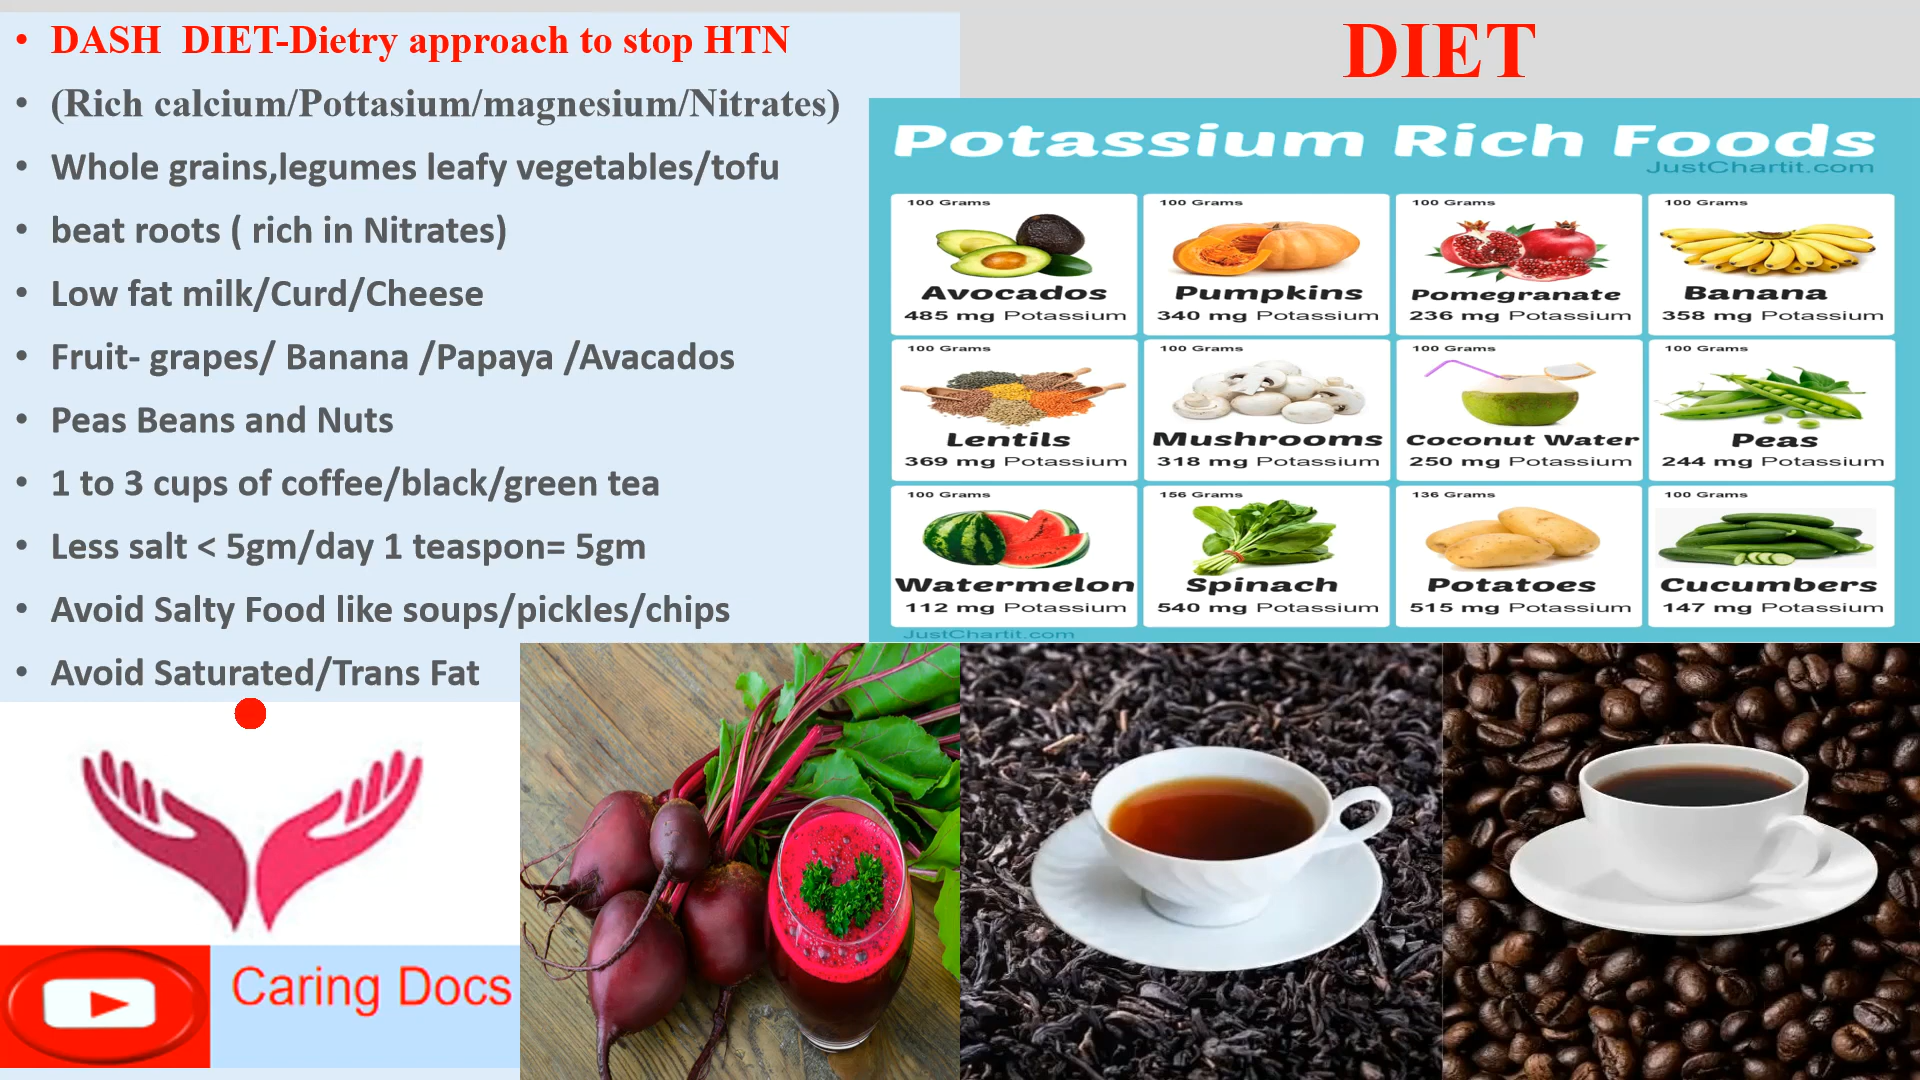 DASH DIET-Dietry approach to stop HTN
(Rich calcium/Pottasium/magnesium/Nitrates)
Whole grains,legumes leafy vegetables/tofu
beat roots ( rich in Nitrates)
Low fat milk/Curd/Cheese
Fruit- grapes/ Banana /Papaya /Avacados
Peas Beans and Nuts
1 to 3 cups of coffee/black/green tea
Less salt < 5gm/day 1 teaspon= 5gm
Avoid Salty Food like soups/pickles/chips
Avoid Saturated/Trans Fat
DIET
Potassium Rich Foods
JustChartit.com
100 Grams
Avocados
485 mg Potassium
100 Grams
Pumpkins
340 mg Potassium
100 Grams
Pomegranate
236 mg Potassium
100 Grams
Banana
358 mg Potassium
100 Grams
Lentils
369 mg Potassium
100 Grams
Mushrooms
318 mg Potassium
100 Grams
Coconut Water
250 mg Potassium
100 Grams
Peas
244 mg Potassium
100 Grams
Watermelon
112 mg Potassium
156 Grams
Spinach
540 mg Potassium
136 Grams
Potatoes
515 mg Potassium
100 Grams
Cucumbers
147 mg Potassium
JustChartit.com
Caring Docs